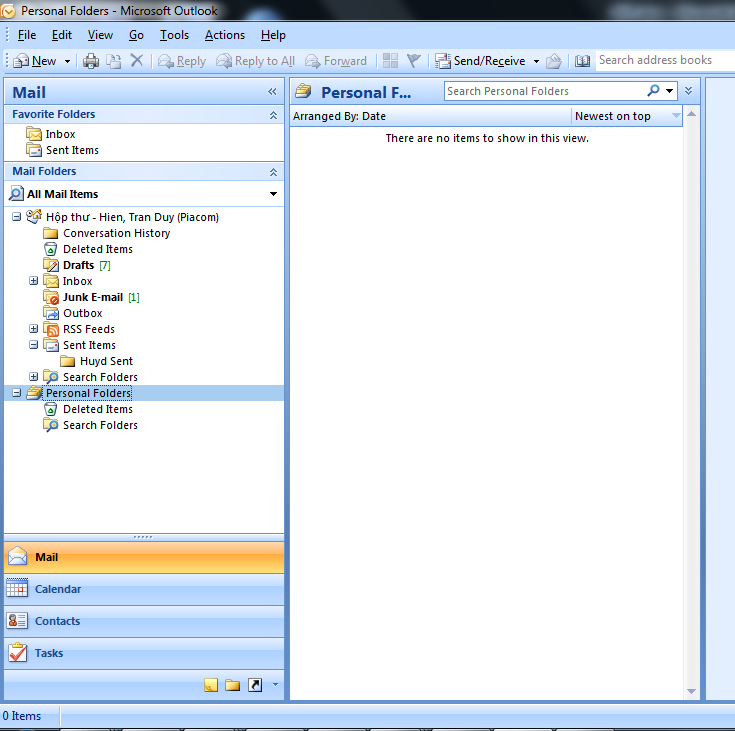 Personal Folders - Microsoft Outlook
File Edit View Go Tools Actions Help
New Reply Reply to All Forward Send/Receive Search address books
Mail
Favorite Folders
Inbox
Sent Items
Mail Folders
All Mail Items
Hộp thư - Hien, Tran Duy (Piacom)
Conversation History
Deleted Items
Drafts [7]
Inbox
Junk E-mail [1]
Outbox
RSS Feeds
Sent Items
Huyd Sent
Search Folders
Personal Folders
Deleted Items
Search Folders
Mail
Calendar
Contacts
Tasks
Personal F... Search Personal Folders
Arranged By: Date Newest on top
There are no items to show in this view.
0 Items